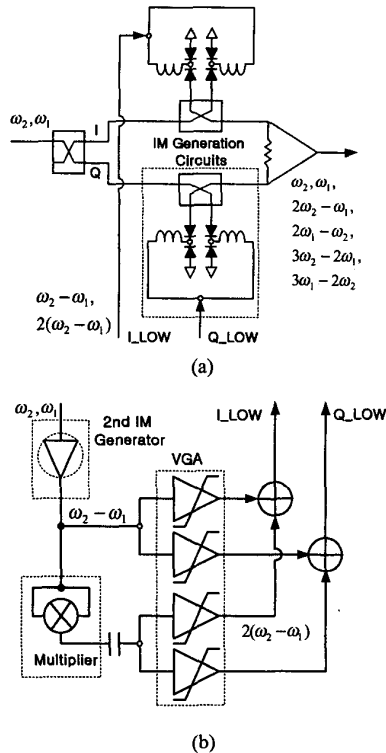 ω₂,ω₁
I
Q
IM Generation
Circuits
ω₂,ω₁,
2ω₂−ω₁,
2ω₁−ω₂,
3ω₂−2ω₁,
3ω₁−2ω₂
ω₂−ω₁,
2(ω₂−ω₁)
I_LOW
Q_LOW
(a)
ω₂,ω₁
2nd IM
Generator
I_LOW
Q_LOW
VGA
ω₂−ω₁
2(ω₂−ω₁)
Multiplier
(b)